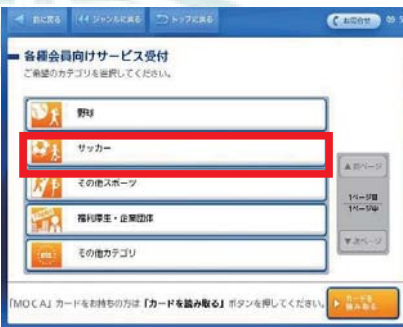 前に戻る
ジャンルに戻る
トップに戻る
お問合せ
各種会員向けサービス受付
ご希望のカテゴリを選択してください。
野球
サッカー
その他スポーツ
福利厚生・企業団体
その他カテゴリ
▲前ページ
1ページ目
1ページ中
▼次ページ
「MOCA」カードをお持ちの方は「カードを読み取る」ボタンを押してください。
カードを
読み取る